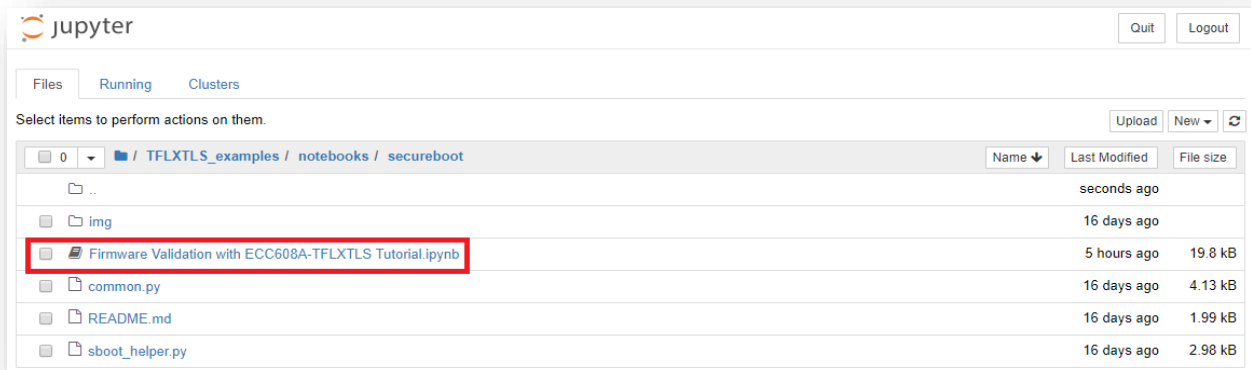 jupyter
Quit Logout
Files Running Clusters
Select items to perform actions on them.
Upload New
0 / TFLXTLS_examples / notebooks / secureboot Name Last Modified File size
.. seconds ago
img 16 days ago
Firmware Validation with ECC608A-TFLXTLS Tutorial.ipynb 5 hours ago 19.8 kB
common.py 16 days ago 4.13 kB
README.md 16 days ago 1.99 kB
sboot_helper.py 16 days ago 2.98 kB